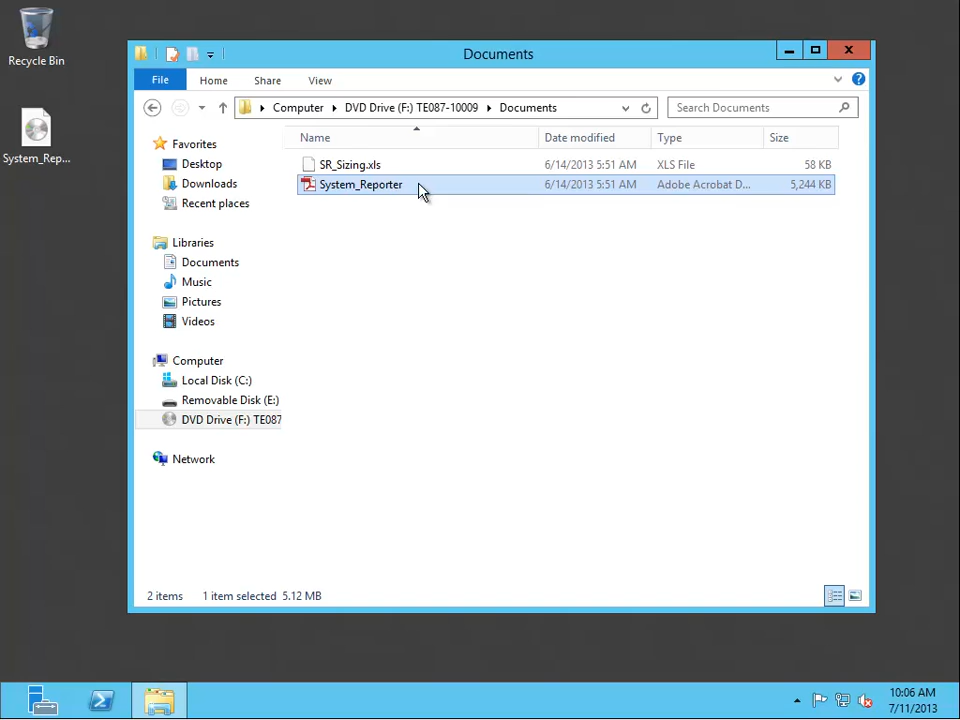 Recycle Bin
System_Rep...
Documents
File Home Share View
Computer DVD Drive (F:) TE087-10009 Documents
Search Documents
Name Date modified Type Size
SR_Sizing.xls 6/14/2013 5:51 AM XLS File 58 KB
System_Reporter 6/14/2013 5:51 AM Adobe Acrobat D... 5,244 KB
Favorites
Desktop
Downloads
Recent places
Libraries
Documents
Music
Pictures
Videos
Computer
Local Disk (C:)
Removable Disk (E:)
DVD Drive (F:) TE087
Network
2 items 1 item selected 5.12 MB
10:06 AM
7/11/2013